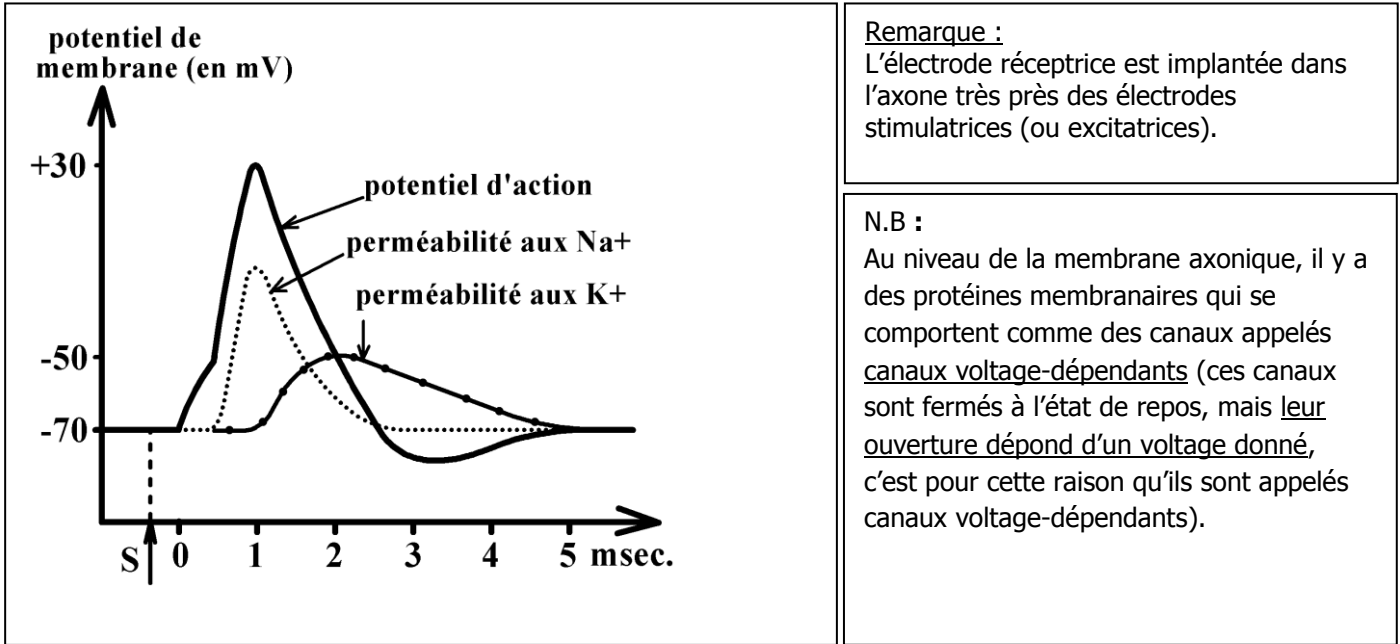 potentiel de
membrane (en mV)
+30
potentiel d'action
perméabilité aux Na+
perméabilité aux K+
-50
-70
S 0 1 2 3 4 5 msec.
Remarque :
L'électrode réceptrice est implantée dans
l'axone très près des électrodes
stimulatrices (ou excitatrices).
N.B :
Au niveau de la membrane axonique, il y a
des protéines membranaires qui se
comportent comme des canaux appelés
canaux voltage-dépendants (ces canaux
sont fermés à l'état de repos, mais leur
ouverture dépend d'un voltage donné,
c'est pour cette raison qu'ils sont appelés
canaux voltage-dépendants).